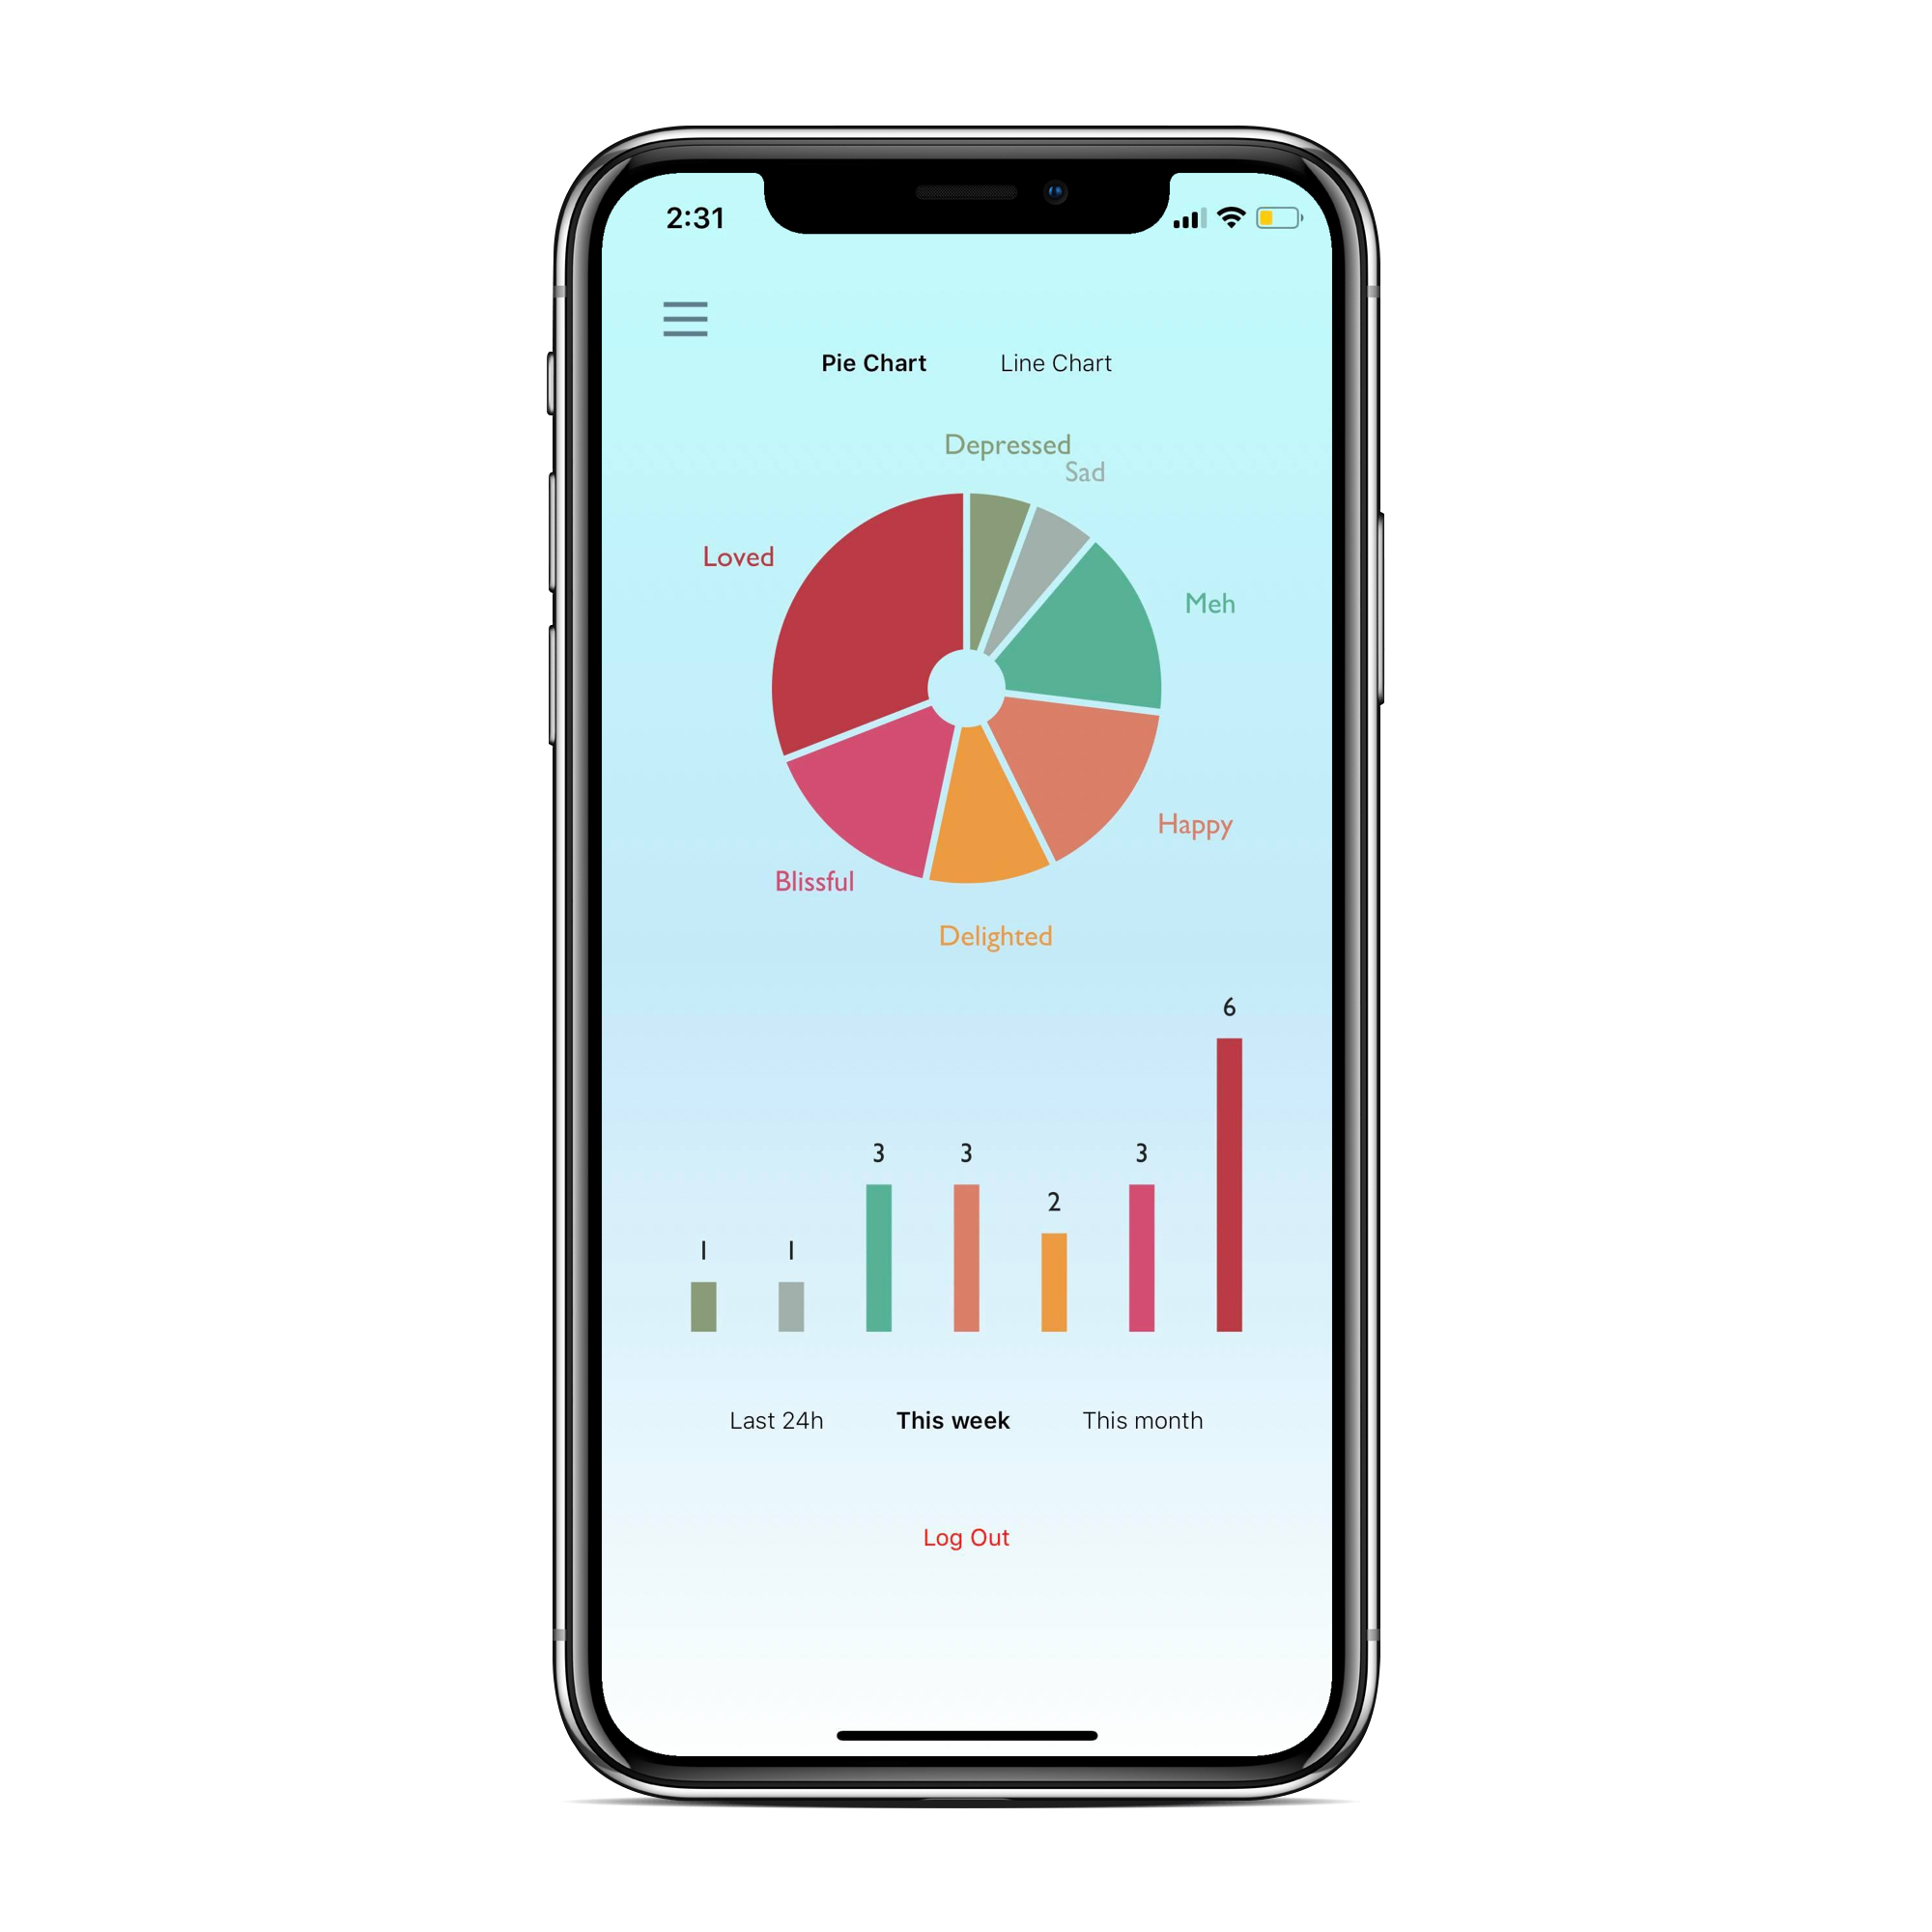 2:31
Pie Chart Line Chart
Depressed
Sad
Loved
Meh
Happy
Blissful
Delighted
6
3 3 3
2
1 1
Last 24h This week This month
Log Out